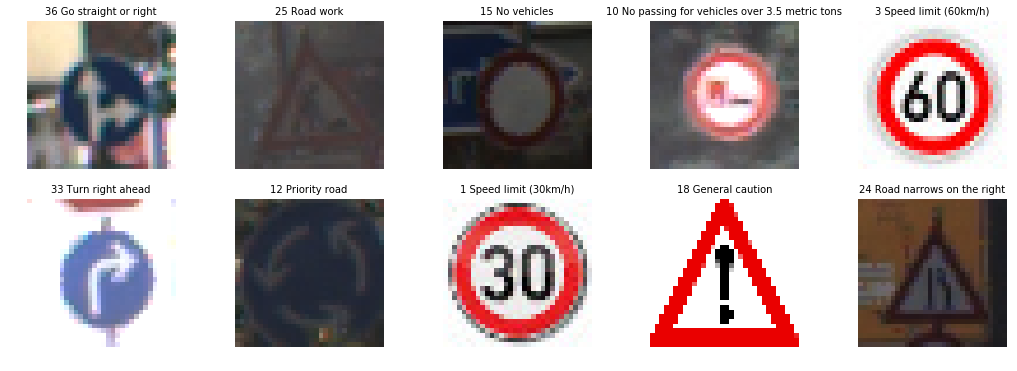 36 Go straight or right
25 Road work
15 No vehicles
10 No passing for vehicles over 3.5 metric tons
3 Speed limit (60km/h)
60
33 Turn right ahead
12 Priority road
1 Speed limit (30km/h)
18 General caution
24 Road narrows on the right
30